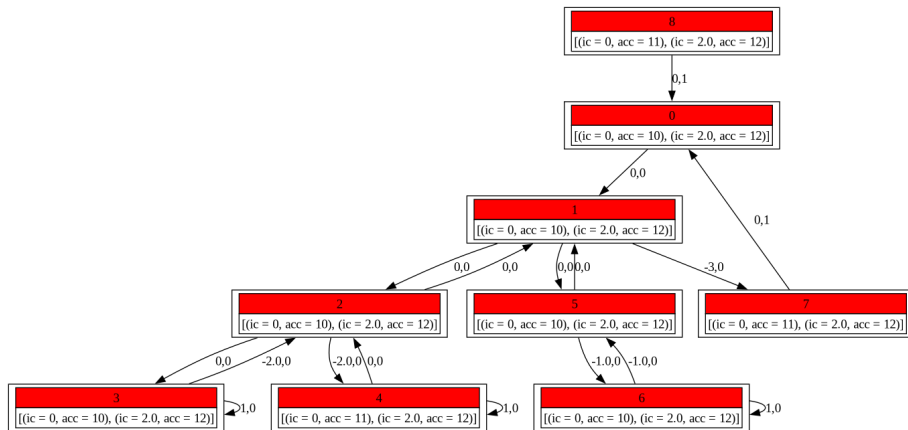 8
[(ic = 0, acc = 11), (ic = 2.0, acc = 12)]
0,1
0
[(ic = 0, acc = 10), (ic = 2.0, acc = 12)]
0,0
0,1
1
[(ic = 0, acc = 10), (ic = 2.0, acc = 12)]
0,0
0,0
0,0
0,0
-3,0
2
[(ic = 0, acc = 10), (ic = 2.0, acc = 12)]
5
[(ic = 0, acc = 10), (ic = 2.0, acc = 12)]
7
[(ic = 0, acc = 11), (ic = 2.0, acc = 12)]
0,0
-2.0,0
-2.0,0
0,0
-1.0,0
-1.0,0
3
[(ic = 0, acc = 10), (ic = 2.0, acc = 12)]
1,0
4
[(ic = 0, acc = 11), (ic = 2.0, acc = 12)]
1,0
6
[(ic = 0, acc = 10), (ic = 2.0, acc = 12)]
1,0